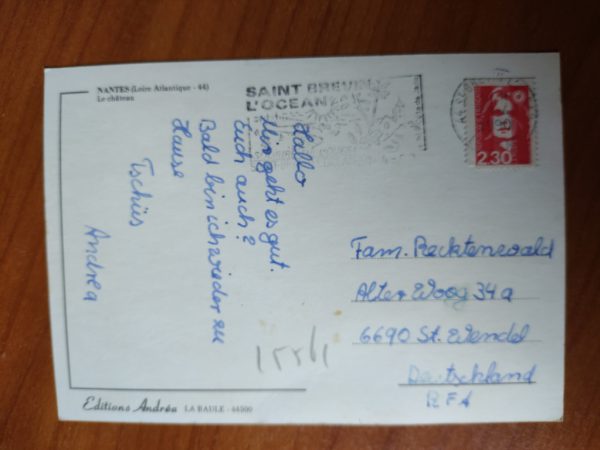 NANTES (Loire Atlantique - 44)
Le château
SAINT BREVIN
L'OCEAN
2,30
Hallo
Mir geht es gut.
Euch auch?
Bald bin ich wieder zu
Hause
Tschüs
Andrea
Fam. Recktenwald
Alter Woog 34a
6690 St. Wendel
Deutschland
RFA
Editions Andréa LA BAULE - 44500